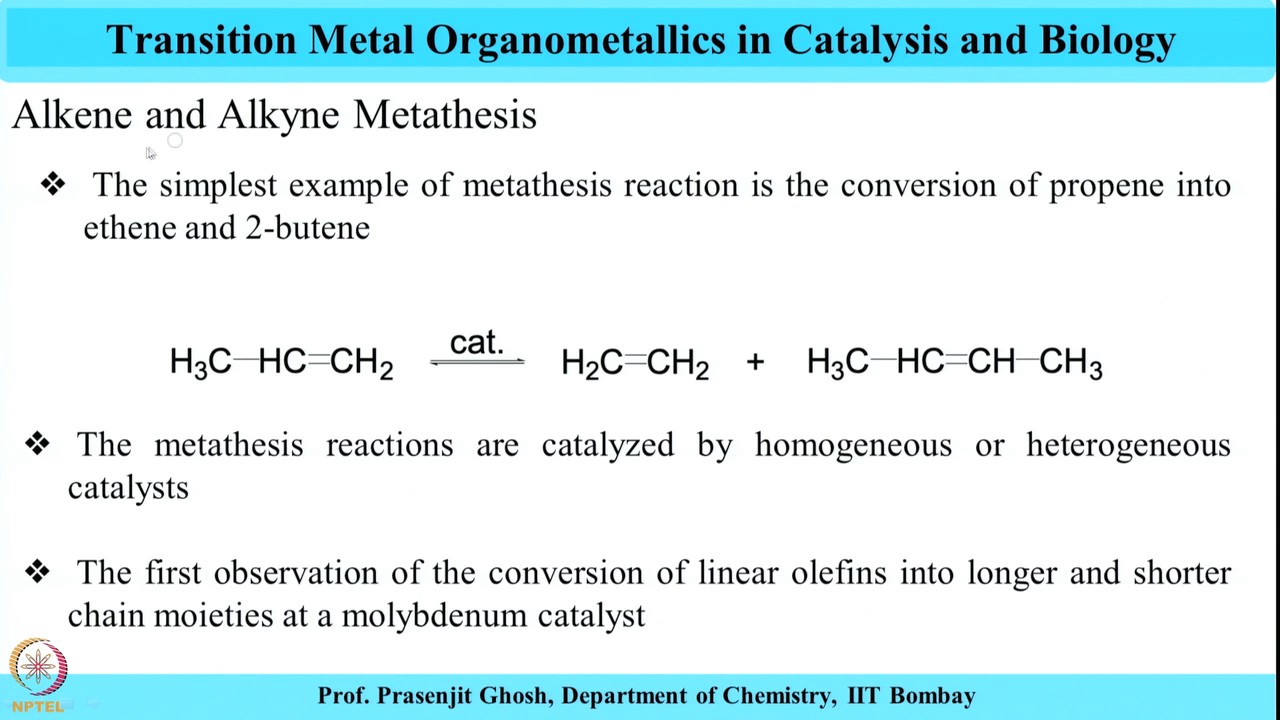 Transition Metal Organometallics in Catalysis and Biology
Alkene and Alkyne Metathesis
❖ The simplest example of metathesis reaction is the conversion of propene into
ethene and 2-butene
cat.
H₃C—HC=CH₂ ⇌ H₂C=CH₂ + H₃C—HC=CH—CH₃
❖ The metathesis reactions are catalyzed by homogeneous or heterogeneous
catalysts
❖ The first observation of the conversion of linear olefins into longer and shorter
chain moieties at a molybdenum catalyst
NPTEL
Prof. Prasenjit Ghosh, Department of Chemistry, IIT Bombay